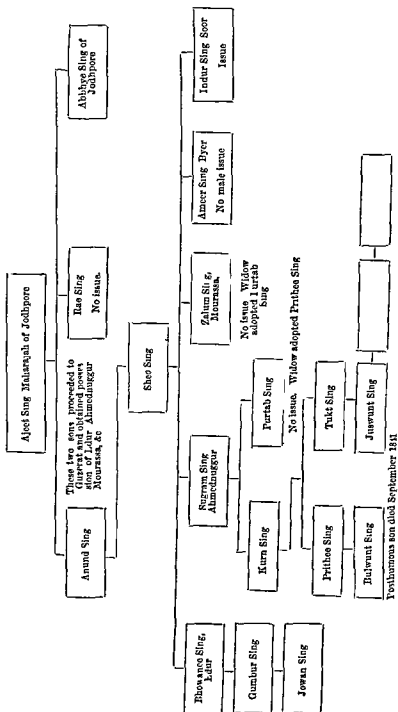 Ajeet Sing Maharajah of Jodhpore
Anund Sing
These two sons proceeded to
Guzerat and obtained posses
sion of Edur Ahmednuggur
Mourassa, &c
Rae Sing
No issue.
Abhhye Sing of
Jodhpore
Sheo Sing
Bhowanee Sing,
Edur
Sugram Sing
Ahmednuggur
Zalum Sing,
Mourassa,
No issue Widow
adopted Purtab
Sing
Ameer Sing Byer
No male issue
Indur Sing Soor
Issue
Gumbur Sing
Kurn Sing
Purtab Sing
No issue. Widow adopted Prithee Sing
Jowan Sing
Prithee Sing
Tukt Sing
Bulwunt Sing
Juswunt Sing
Posthumous son died September 1841